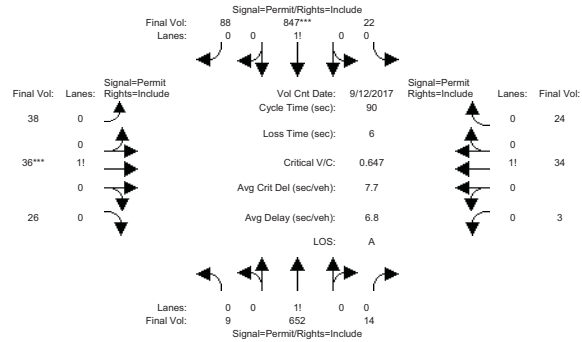 Signal=Permit/Rights=Include
Final Vol: 88 847*** 22
Lanes: 0 0 1! 0 0
Signal=Permit Signal=Permit
Final Vol: Lanes: Rights=Include Vol Cnt Date: 9/12/2017 Rights=Include Lanes: Final Vol:
Cycle Time (sec): 90
38 0 0 24
Loss Time (sec): 6
0 0
36*** 1! Critical V/C: 0.647 1! 34
0 Avg Crit Del (sec/veh): 7.7 0
26 0 Avg Delay (sec/veh): 6.8 0 3
LOS: A
Lanes: 0 0 1! 0 0
Final Vol: 9 652 14
Signal=Permit/Rights=Include